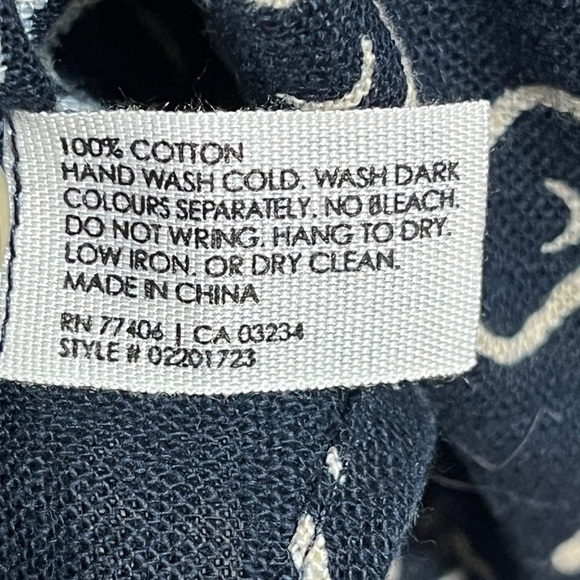 100% COTTON
HAND WASH COLD. WASH DARK
COLOURS SEPARATELY. NO BLEACH.
DO NOT WRING. HANG TO DRY.
LOW IRON. OR DRY CLEAN.
MADE IN CHINA
RN 77406 | CA 03234
STYLE # 02201723